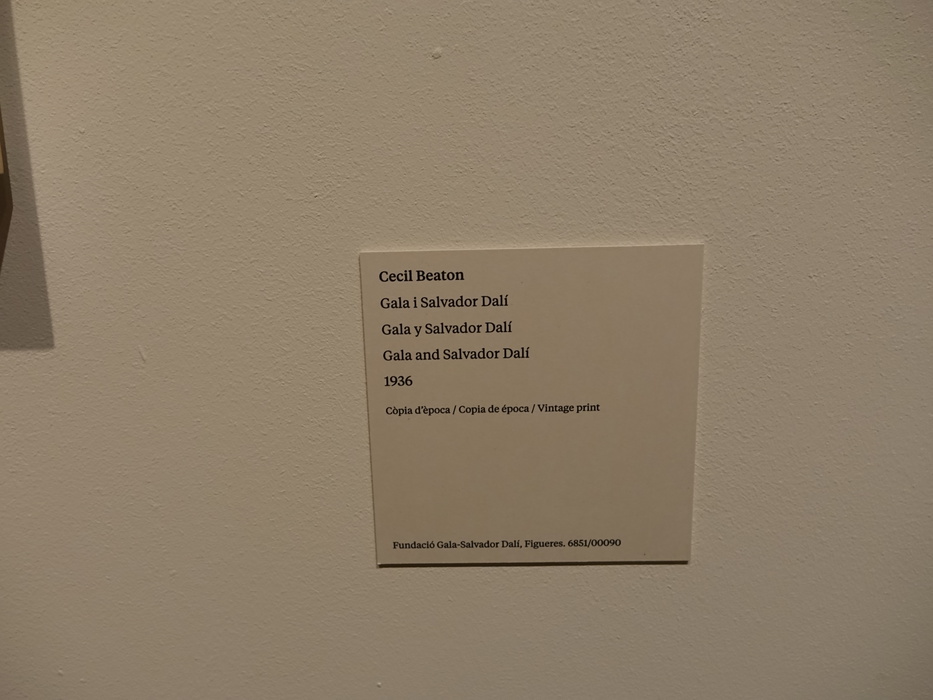 Cecil Beaton
Gala i Salvador Dalí
Gala y Salvador Dalí
Gala and Salvador Dalí
1936
Còpia d'època / Copia de época / Vintage print
Fundació Gala-Salvador Dalí, Figueres. 6851/00090